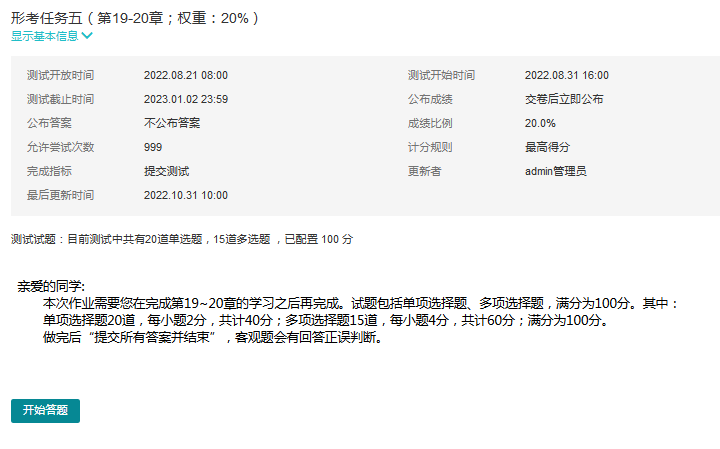 形考任务五（第19-20章；权重：20%）
显示基本信息
测试开放时间 2022.08.21 08:00 测试开始时间 2022.08.31 16:00
测试截止时间 2023.01.02 23:59 公布成绩 交卷后立即公布
公布答案 不公布答案 成绩比例 20.0%
允许尝试次数 999 计分规则 最高得分
完成指标 提交测试 更新者 admin管理员
最后更新时间 2022.10.31 10:00
测试试题：目前测试中共有20道单选题，15道多选题 ，已配置 100 分
亲爱的同学:
本次作业需要您在完成第19~20章的学习之后再完成。试题包括单项选择题、多项选择题，满分为100分。其中：
单项选择题20道，每小题2分，共计40分；多项选择题15道，每小题4分，共计60分；满分为100分。
做完后“提交所有答案并结束”，客观题会有回答正误判断。
开始答题